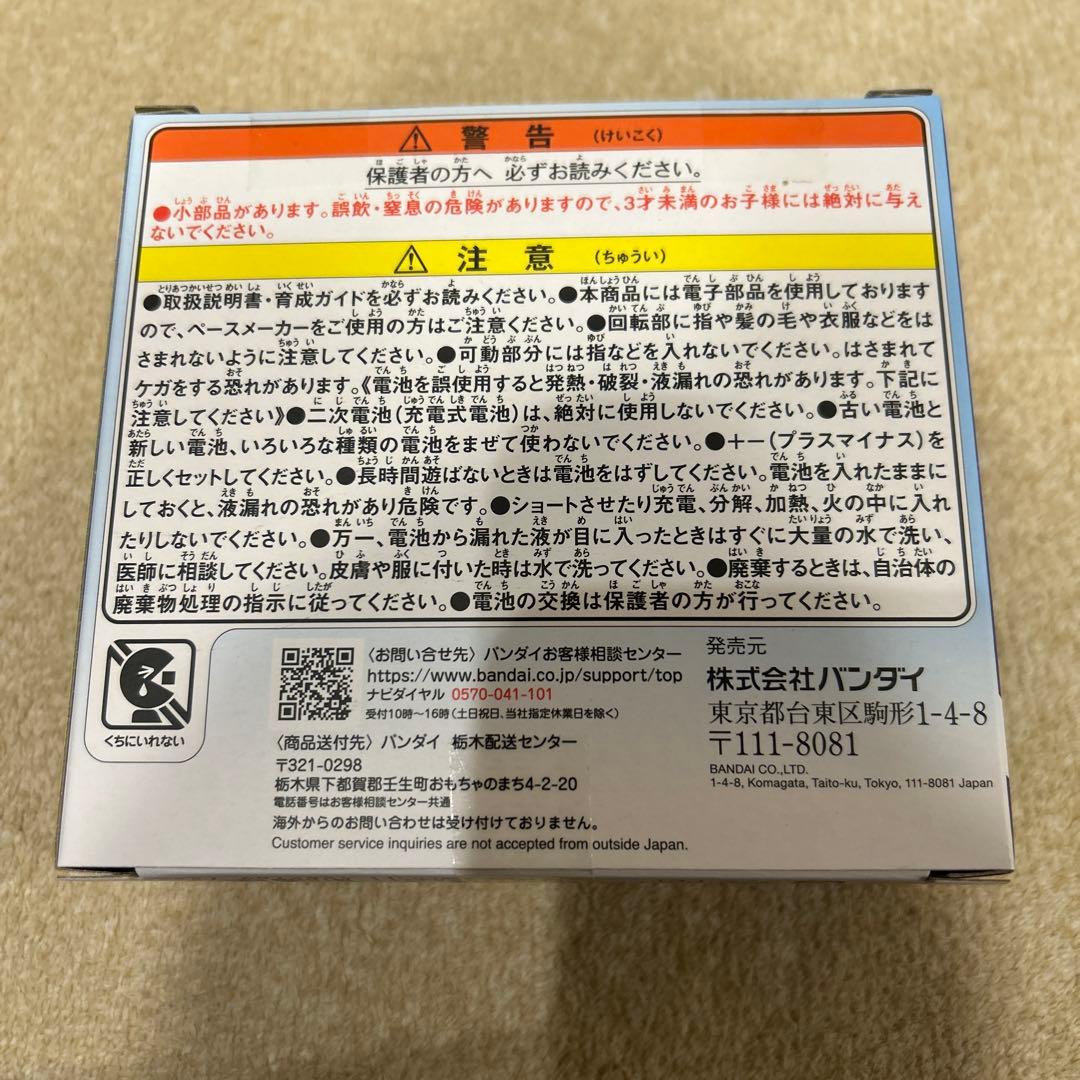 ⚠ 警告 (けいこく)
保護者の方へ 必ずお読みください。
●小部品があります。誤飲・窒息の危険がありますので、3才未満のお子様には絶対に与え
ないでください。
⚠ 注意 (ちゅうい)
●取扱説明書・育成ガイドを必ずお読みください。●本商品には電子部品を使用しております
ので、ペースメーカーをご使用の方はご注意ください。●回転部に指や髪の毛や衣服などをは
さまれないように注意してください。●可動部分には指などを入れないでください。はさまれて
ケガをする恐れがあります。《電池を誤使用すると発熱・破裂・液漏れの恐れがあります。下記に
注意してください》●二次電池(充電式電池)は、絶対に使用しないでください。●古い電池と
新しい電池、いろいろな種類の電池をまぜて使わないでください。●+−(プラスマイナス)を
正しくセットしてください。●長時間遊ばないときは電池をはずしてください。電池を入れたままに
しておくと、液漏れの恐れがあり危険です。●ショートさせたり充電、分解、加熱、火の中に入れ
たりしないでください。●万一、電池から漏れた液が目に入ったときはすぐに大量の水で洗い、
医師に相談してください。皮膚や服に付いた時は水で洗ってください。●廃棄するときは、自治体の
廃棄物処理の指示に従ってください。●電池の交換は保護者の方が行ってください。
くちにいれない
〈お問い合せ先〉バンダイお客様相談センター
https://www.bandai.co.jp/support/top
ナビダイヤル 0570-041-101
受付10時〜16時(土日祝日、当社指定休業日を除く)
〈商品送付先〉バンダイ 栃木配送センター
〒321-0298
栃木県下都賀郡壬生町おもちゃのまち4-2-20
電話番号はお客様相談センター共通
海外からのお問い合わせは受け付けておりません。
Customer service inquiries are not accepted from outside Japan.
発売元
株式会社バンダイ
東京都台東区駒形1-4-8
〒111-8081
BANDAI CO.,LTD.
1-4-8, Komagata, Taito-ku, Tokyo, 111-8081 Japan